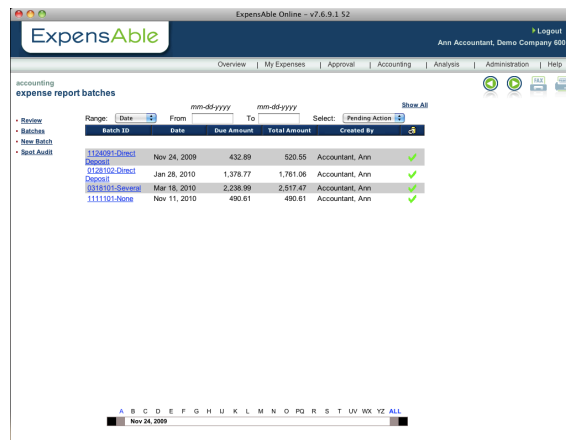 ExpensAble Online - v7.6.9.1 52
ExpensAble
Logout
Ann Accountant, Demo Company 600
Overview | My Expenses | Approval | Accounting | Analysis | Administration | Help
accounting
expense report batches
FAX
mm-dd-yyyy mm-dd-yyyy Show All
Range: Date From To Select: Pending Action
Review
Batches
New Batch
Spot Audit
Batch ID Date Due Amount Total Amount Created By
1124091-Direct Deposit Nov 24, 2009 432.89 520.55 Accountant, Ann
0128102-Direct Deposit Jan 28, 2010 1,378.77 1,761.06 Accountant, Ann
0318101-Several Mar 18, 2010 2,238.99 2,517.47 Accountant, Ann
1111101-None Nov 11, 2010 490.61 490.61 Accountant, Ann
A B C D E F G H U K L M N O PQ R S T UV WX YZ ALL
Nov 24, 2009